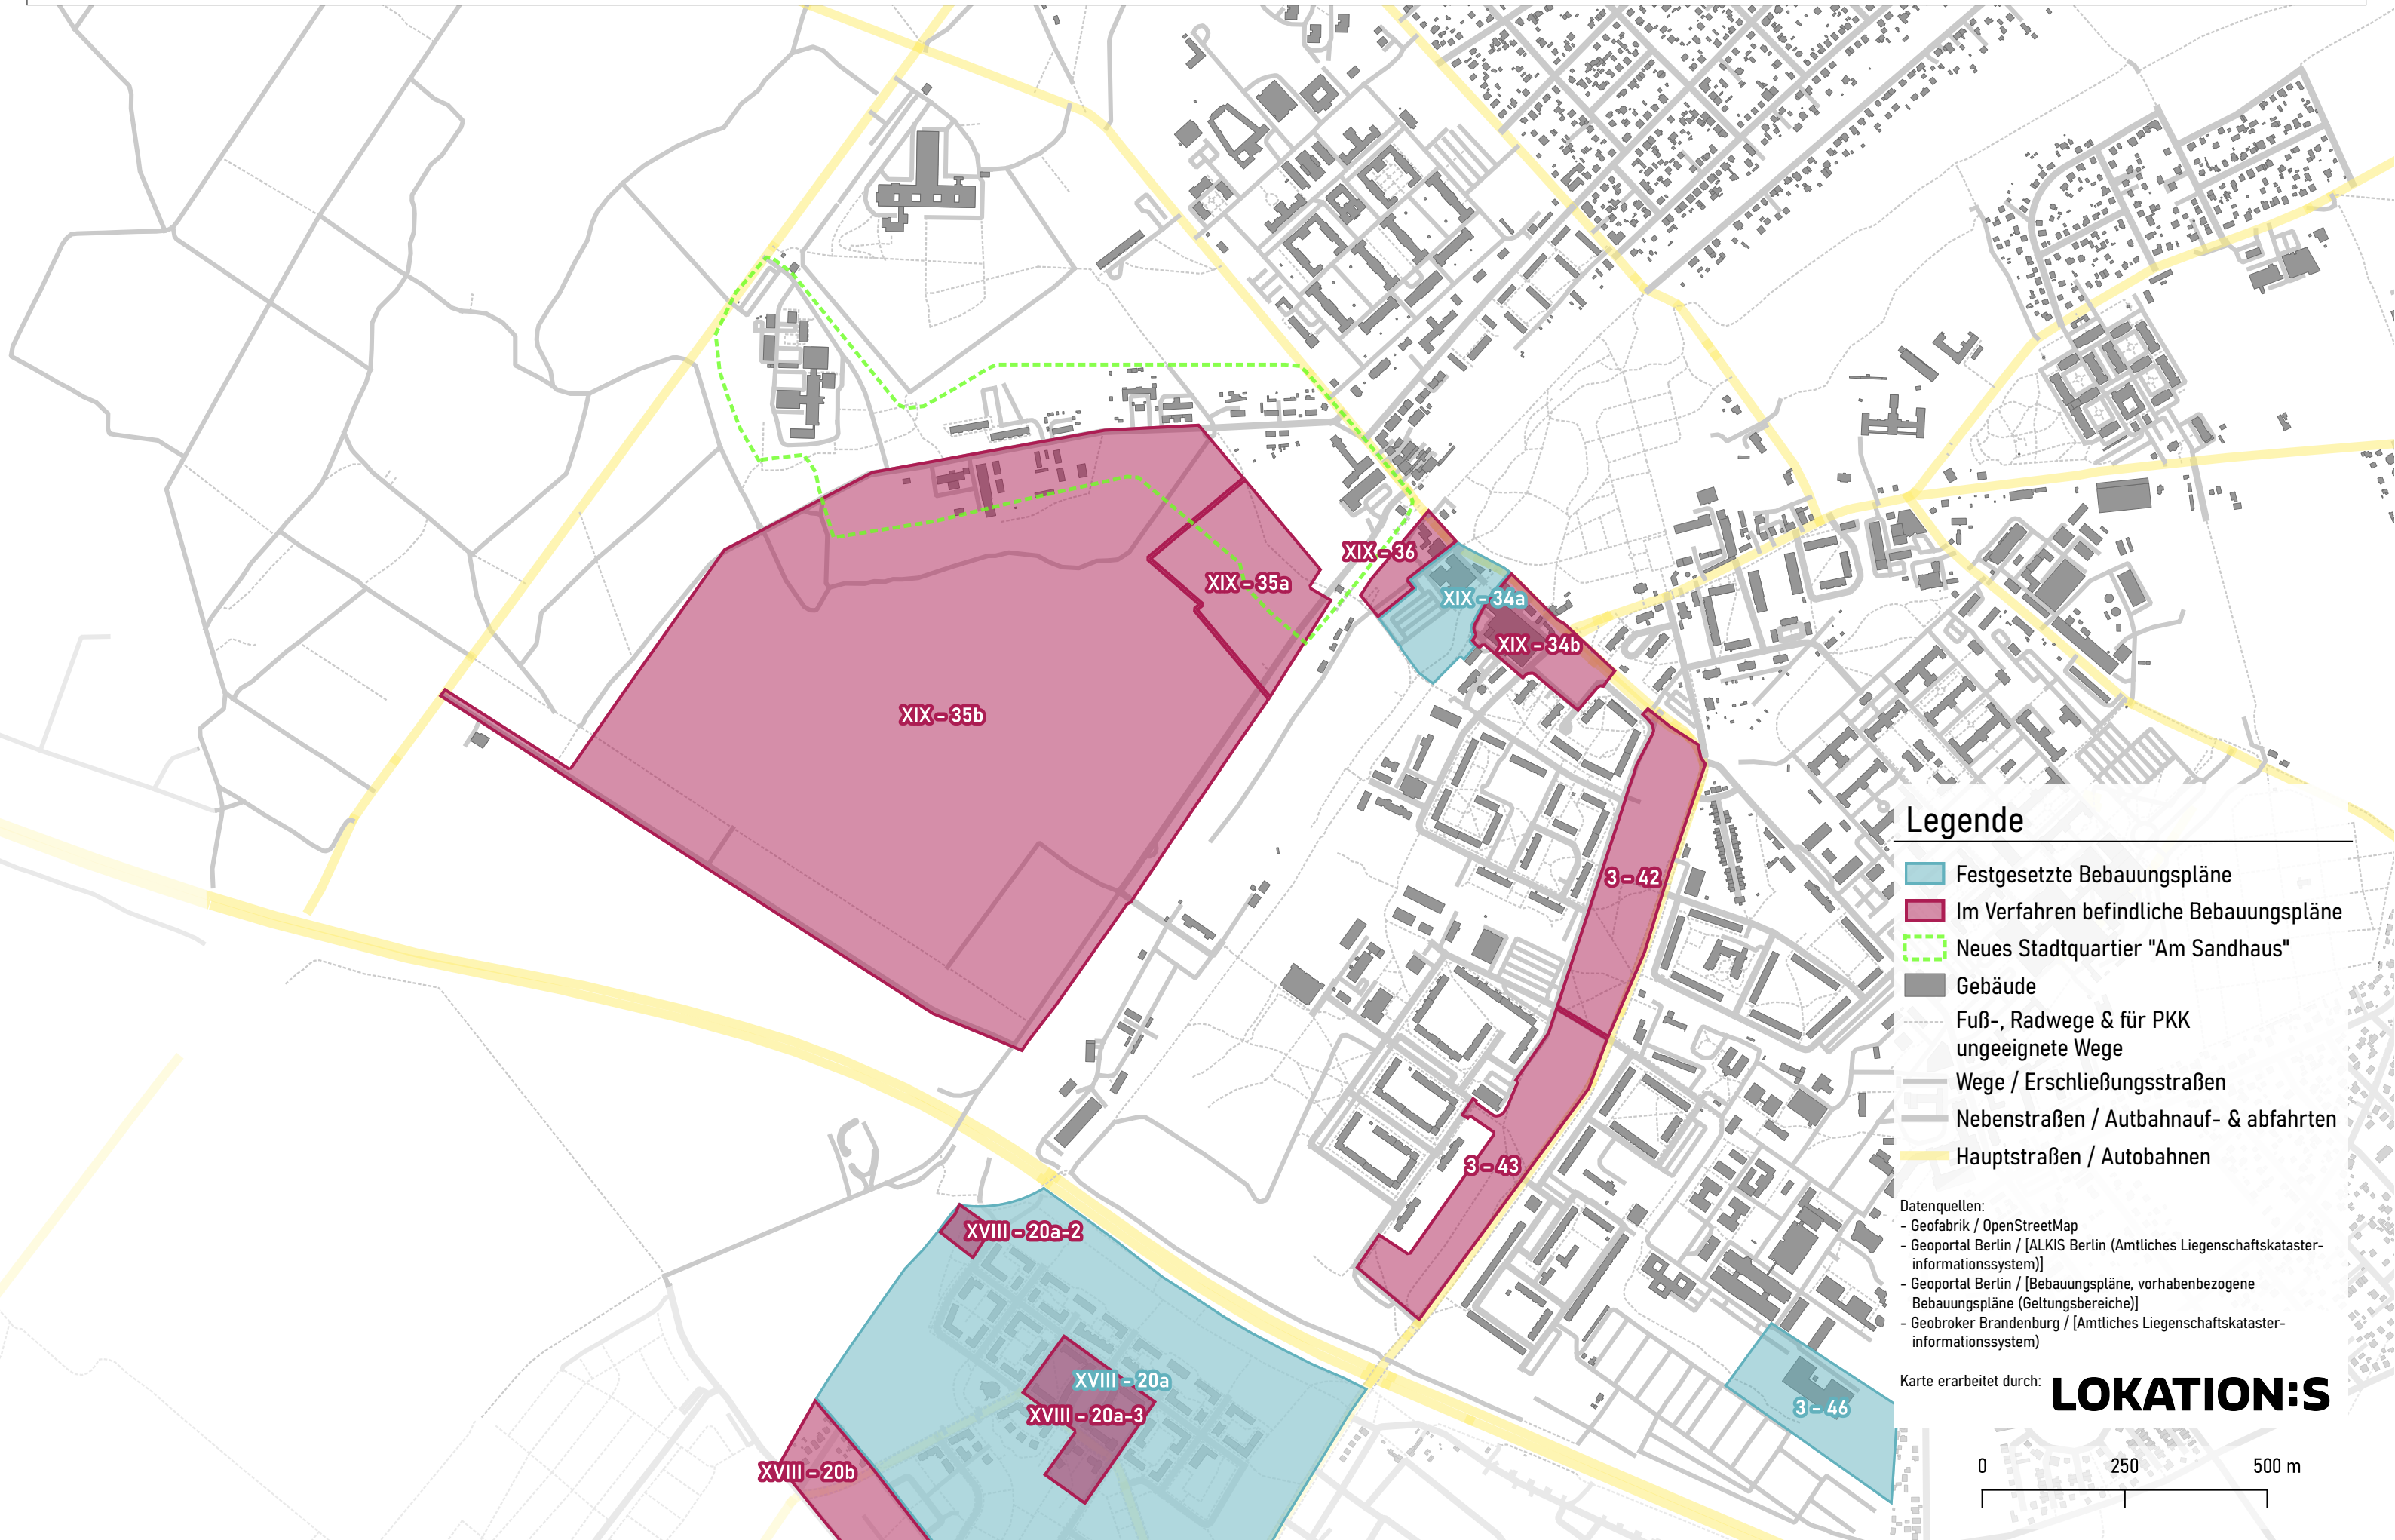 XIX - 36
XIX - 35a
XIX - 34a
XIX - 34b
XIX - 35b
3 - 42
3 - 43
XVIII - 20a-2
XVIII - 20a
XVIII - 20a-3
3 - 46
XVIII - 20b
Legende
Festgesetzte Bebauungspläne
Im Verfahren befindliche Bebauungspläne
Neues Stadtquartier "Am Sandhaus"
Gebäude
Fuß-, Radwege & für PKK
ungeeignete Wege
Wege / Erschließungsstraßen
Nebenstraßen / Autbahnauf- & abfahrten
Hauptstraßen / Autobahnen
Datenquellen:
- Geofabrik / OpenStreetMap
- Geoportal Berlin / [ALKIS Berlin (Amtliches Liegenschaftskataster-
informationssystem)]
- Geoportal Berlin / [Bebauungspläne, vorhabenbezogene
Bebauungspläne (Geltungsbereiche)]
- Geobroker Brandenburg / [Amtliches Liegenschaftskataster-
informationssystem)
Karte erarbeitet durch: LOKATION:S
0 250 500 m